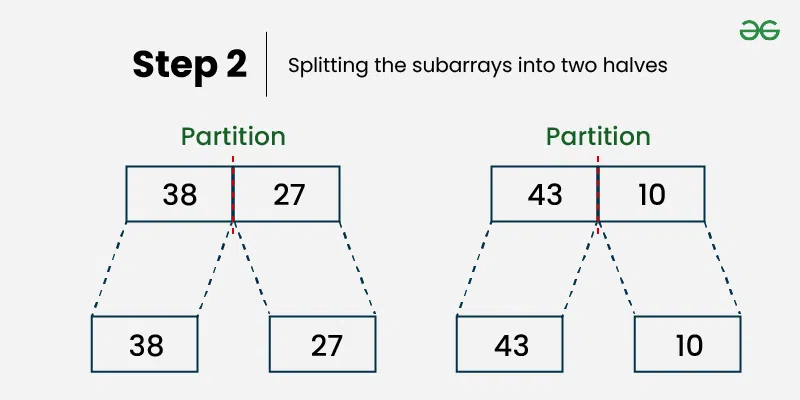 Step 2
Splitting the subarrays into two halves
Partition
Partition
38 27
43 10
38
27
43
10